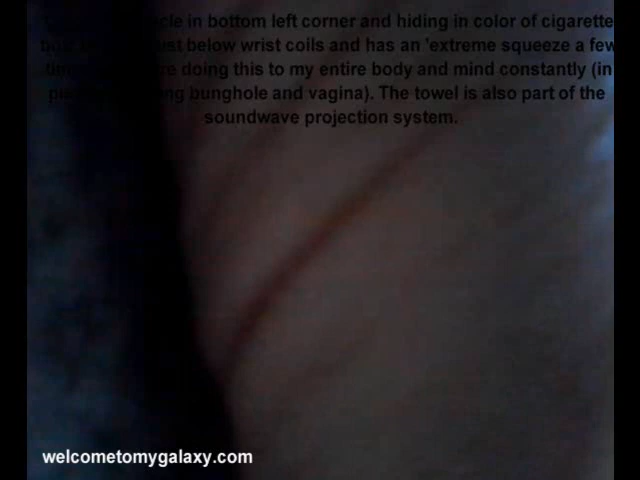 in bottom left corner and hiding in color of cigarette
just below wrist coils and has an 'extreme squeeze a few
doing this to my entire body and mind constantly (in
bunghole and vagina). The towel is also part of the
soundwave projection system.
welcometomygalaxy.com